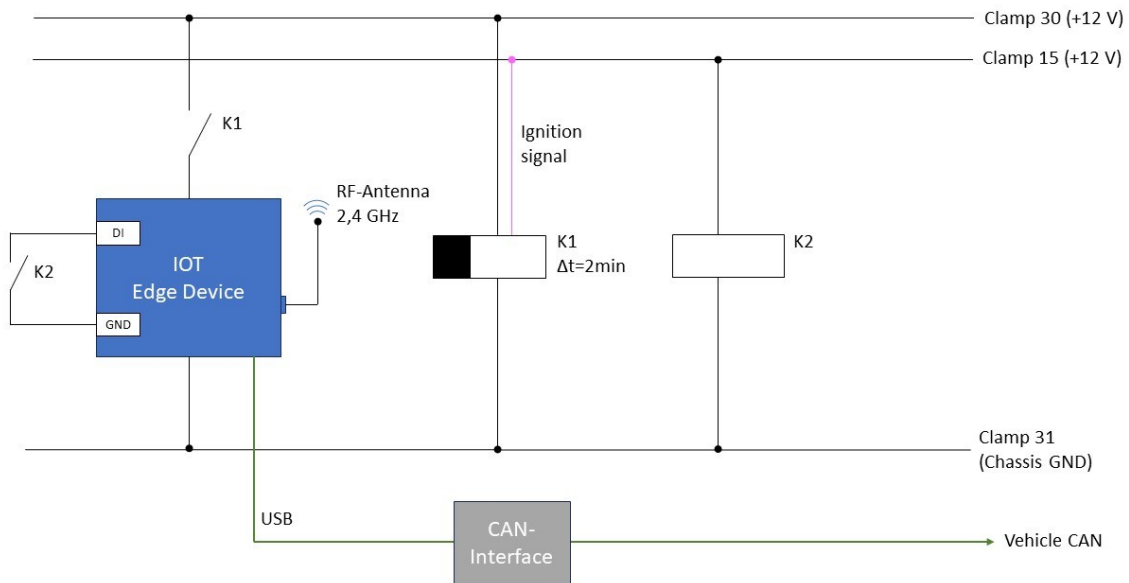 Clamp 30 (+12 V)
Clamp 15 (+12 V)
K1
Ignition
signal
RF-Antenna
2,4 GHz
DI
K2
IOT
Edge Device
GND
K1
Δt=2min
K2
Clamp 31
(Chassis GND)
USB
CAN-
Interface
Vehicle CAN